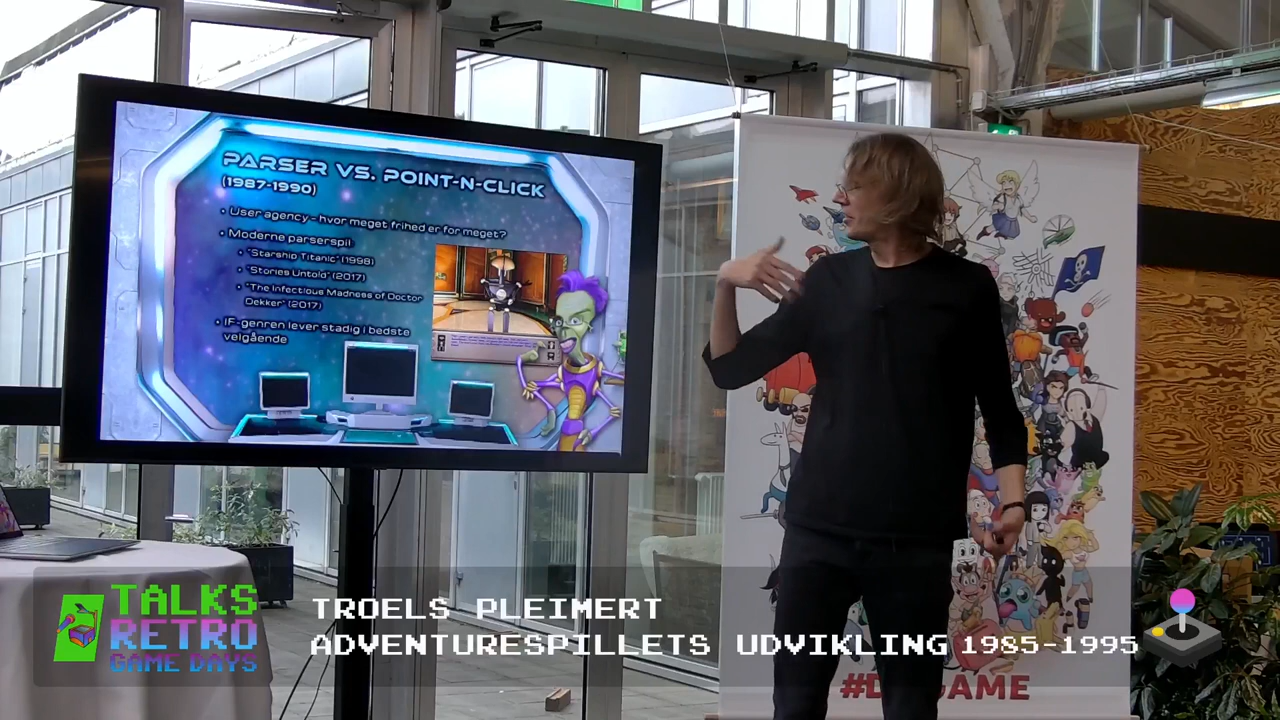 PARSER VS. POINT-N-CLICK
(1987-1990)
• User agency - hvor meget frihed er for meget?
• Moderne parserspil
• "Starship Titanic" (1998)
• "Stories Untold" (2017)
• "The Infectious Madness of Doctor
Dekker" (2017)
• IF-genren lever stadig i bedste
velgående
TALKS
RETRO
GAME DAYS
TROELS PLEIMERT
ADVENTURESPILLETS UDVIKLING 1985-1995